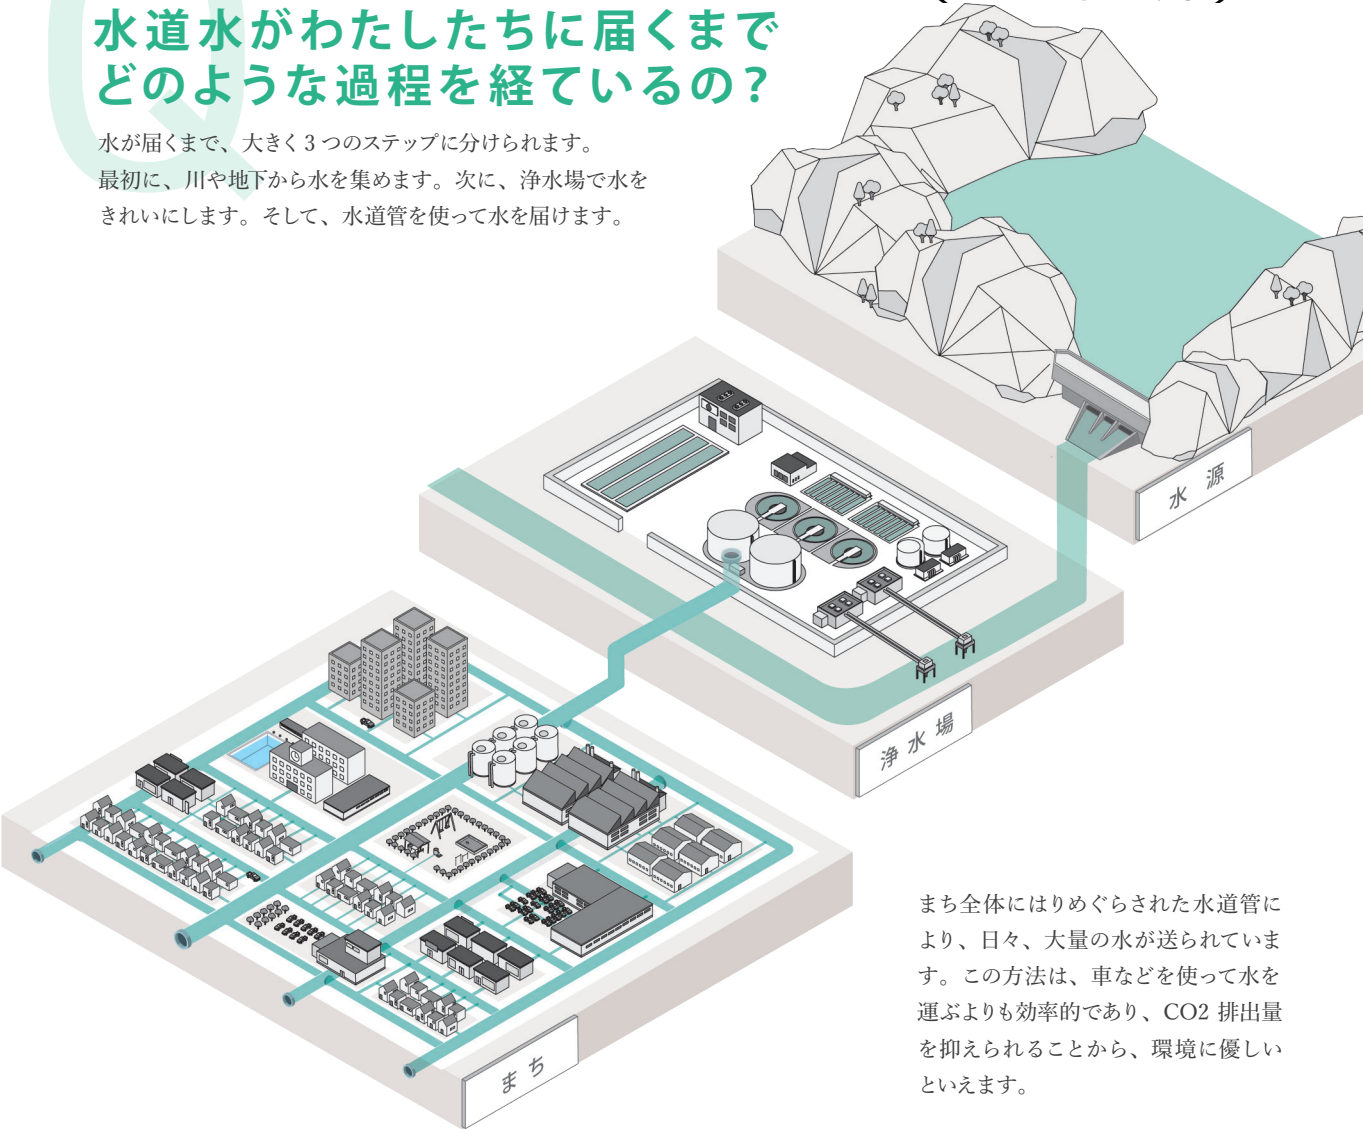 Q
水道水がわたしたちに届くまで
どのような過程を経ているの？
水が届くまで、大きく3つのステップに分けられます。
最初に、川や地下から水を集めます。次に、浄水場で水を
きれいにします。そして、水道管を使って水を届けます。
水源
浄水場
まち
まち全体にはりめぐらされた水道管に
より、日々、大量の水が送られていま
す。この方法は、車などを使って水を
運ぶよりも効率的であり、CO2 排出量
を抑えられることから、環境に優しい
といえます。